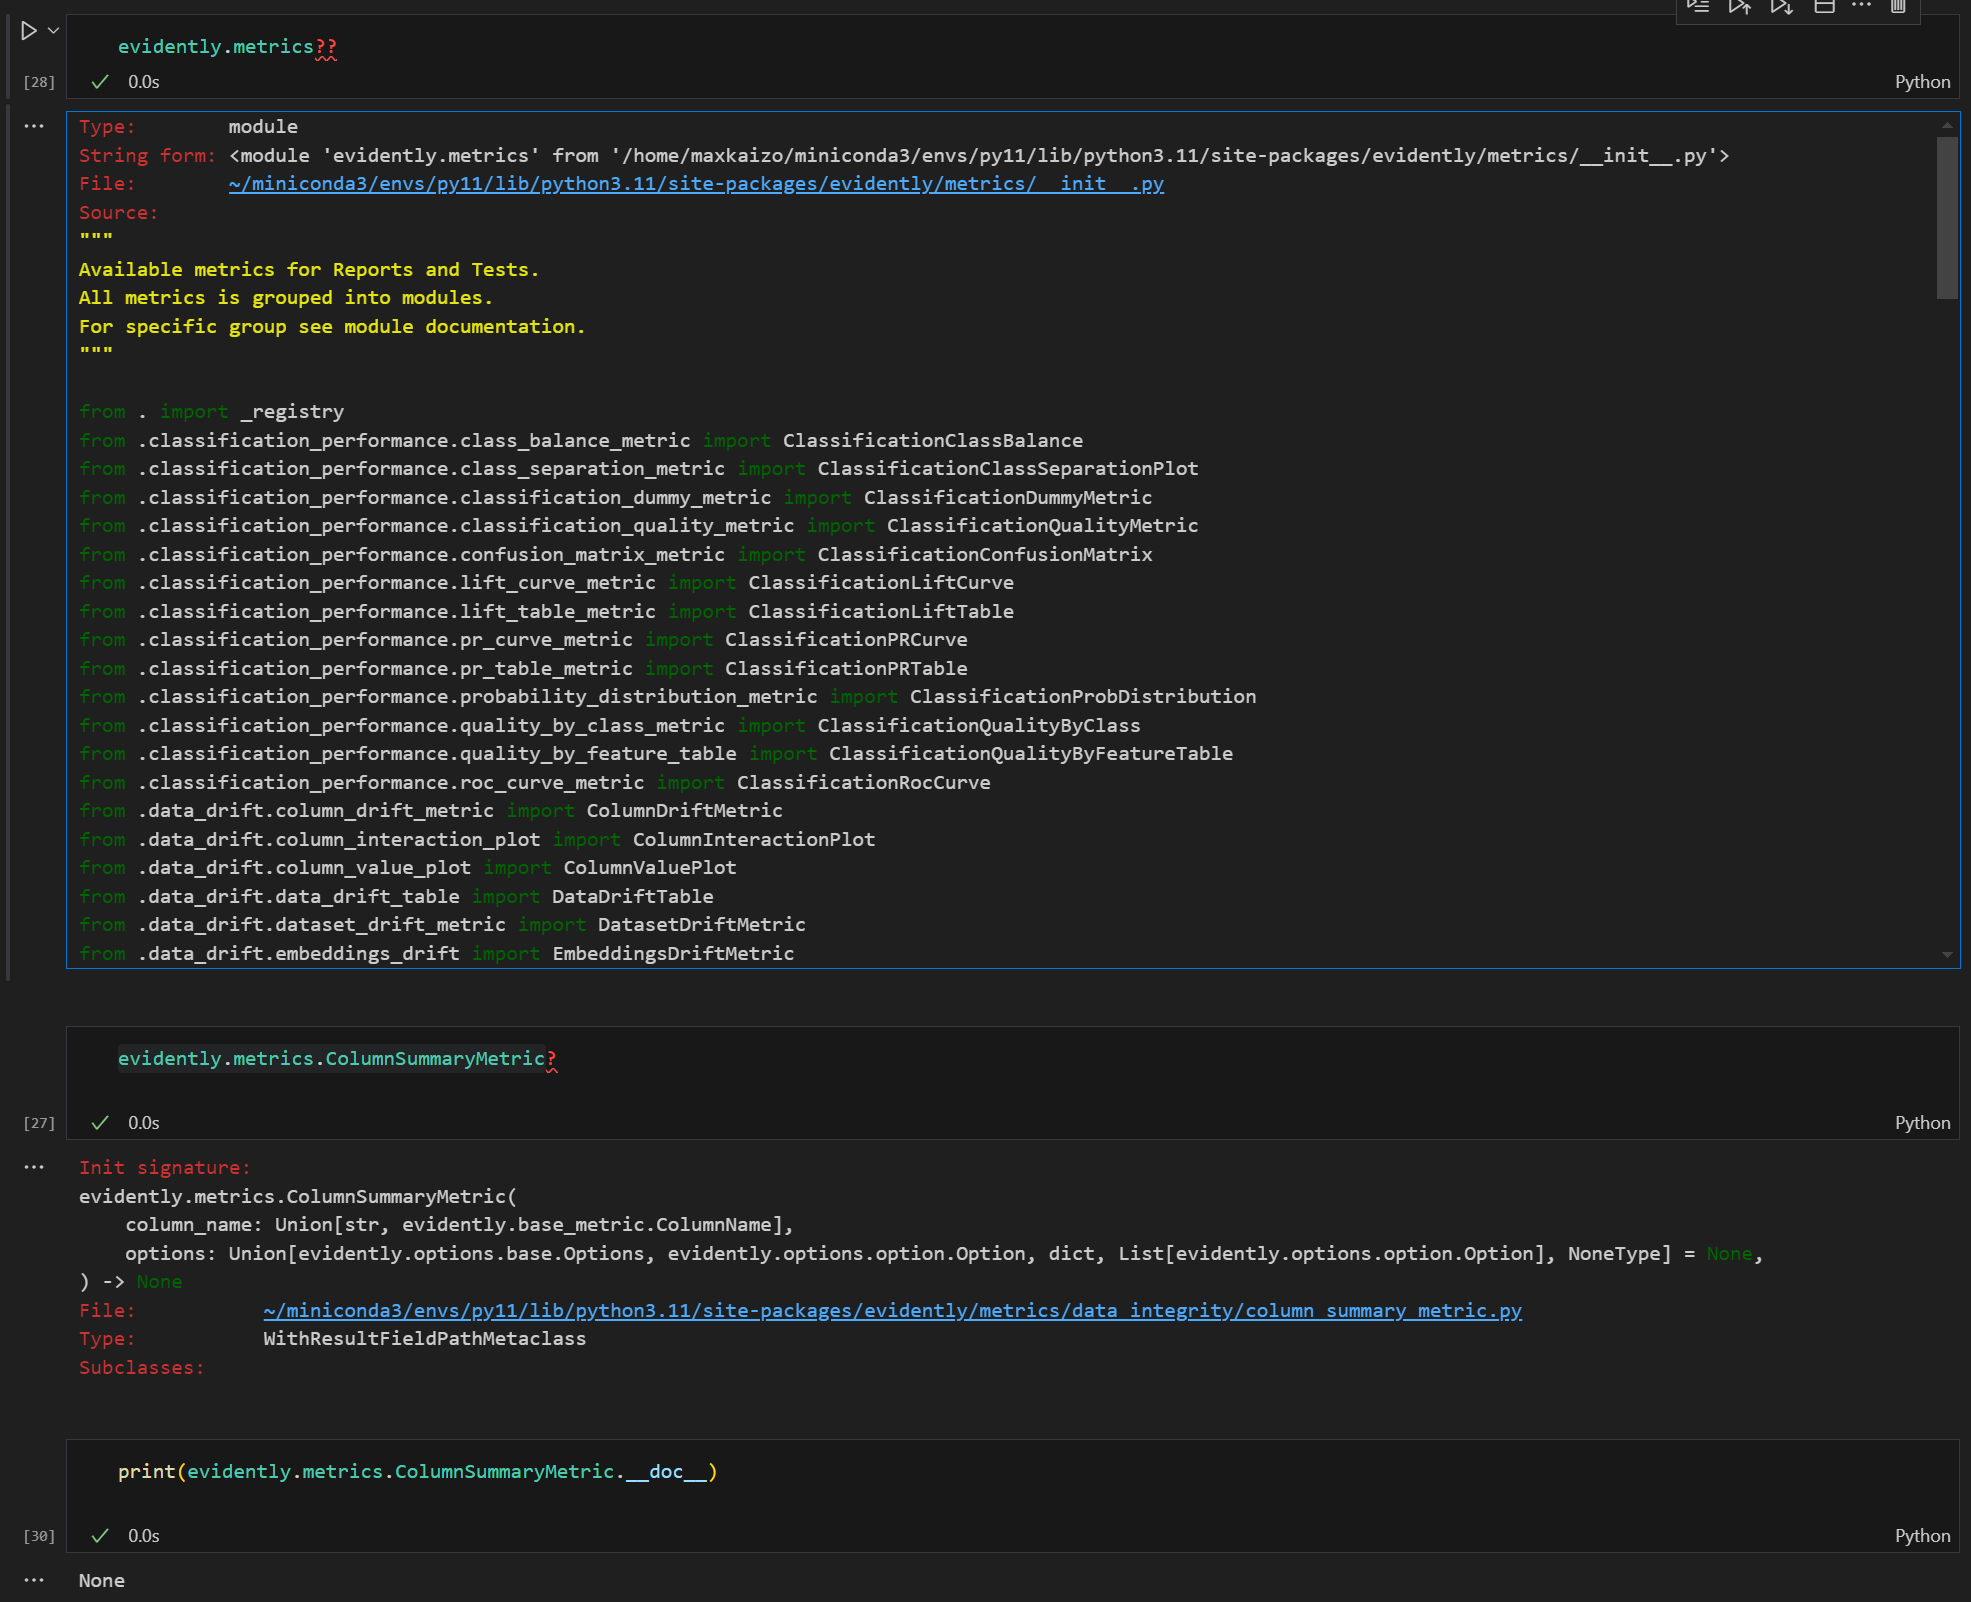 evidently.metrics??
[28]
0.0s
Python
Type: module
String form: <module 'evidently.metrics' from '/home/maxkaizo/miniconda3/envs/py11/lib/python3.11/site-packages/evidently/metrics/__init__.py'>
File: ~/miniconda3/envs/py11/lib/python3.11/site-packages/evidently/metrics/__init__.py
Source:
"""
Available metrics for Reports and Tests.
All metrics is grouped into modules.
For specific group see module documentation.
"""
from . import _registry
from .classification_performance.class_balance_metric import ClassificationClassBalance
from .classification_performance.class_separation_metric import ClassificationClassSeparationPlot
from .classification_performance.classification_dummy_metric import ClassificationDummyMetric
from .classification_performance.classification_quality_metric import ClassificationQualityMetric
from .classification_performance.confusion_matrix_metric import ClassificationConfusionMatrix
from .classification_performance.lift_curve_metric import ClassificationLiftCurve
from .classification_performance.lift_table_metric import ClassificationLiftTable
from .classification_performance.pr_curve_metric import ClassificationPRCurve
from .classification_performance.pr_table_metric import ClassificationPRTable
from .classification_performance.probability_distribution_metric import ClassificationProbDistribution
from .classification_performance.quality_by_class_metric import ClassificationQualityByClass
from .classification_performance.quality_by_feature_table import ClassificationQualityByFeatureTable
from .classification_performance.roc_curve_metric import ClassificationRocCurve
from .data_drift.column_drift_metric import ColumnDriftMetric
from .data_drift.column_interaction_plot import ColumnInteractionPlot
from .data_drift.column_value_plot import ColumnValuePlot
from .data_drift.data_drift_table import DataDriftTable
from .data_drift.dataset_drift_metric import DatasetDriftMetric
from .data_drift.embeddings_drift import EmbeddingsDriftMetric
evidently.metrics.ColumnSummaryMetric?
[27]
0.0s
Python
Init signature:
evidently.metrics.ColumnSummaryMetric(
    column_name: Union[str, evidently.base_metric.ColumnName],
    options: Union[evidently.options.base.Options, evidently.options.option.Option, dict, List[evidently.options.option.Option], NoneType] = None,
) -> None
File: ~/miniconda3/envs/py11/lib/python3.11/site-packages/evidently/metrics/data_integrity/column_summary_metric.py
Type: WithResultFieldPathMetaclass
Subclasses:
print(evidently.metrics.ColumnSummaryMetric.__doc__)
[30]
0.0s
Python
None